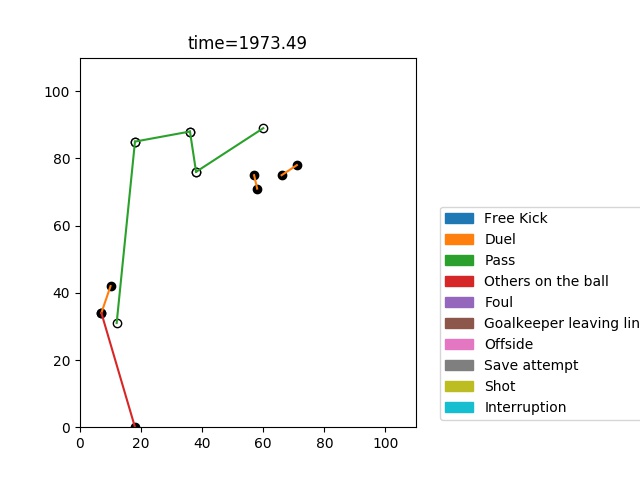 time=1973.49
100
80
60
40
20
0
0 20 40 60 80 100
Free Kick
Duel
Pass
Others on the ball
Foul
Goalkeeper leaving lin
Offside
Save attempt
Shot
Interruption